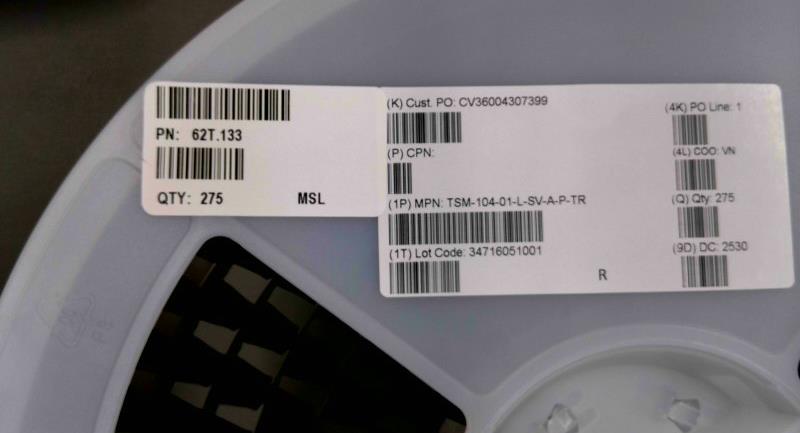 PN: 62T.133
QTY: 275 MSL
(K) Cust. PO: CV36004307399
(4K) PO Line: 1
(P) CPN:
(4L) COO: VN
(1P) MPN: TSM-104-01-L-SV-A-P-TR
(Q) Qty: 275
(1T) Lot Code: 34716051001
(9D) DC: 2530
R